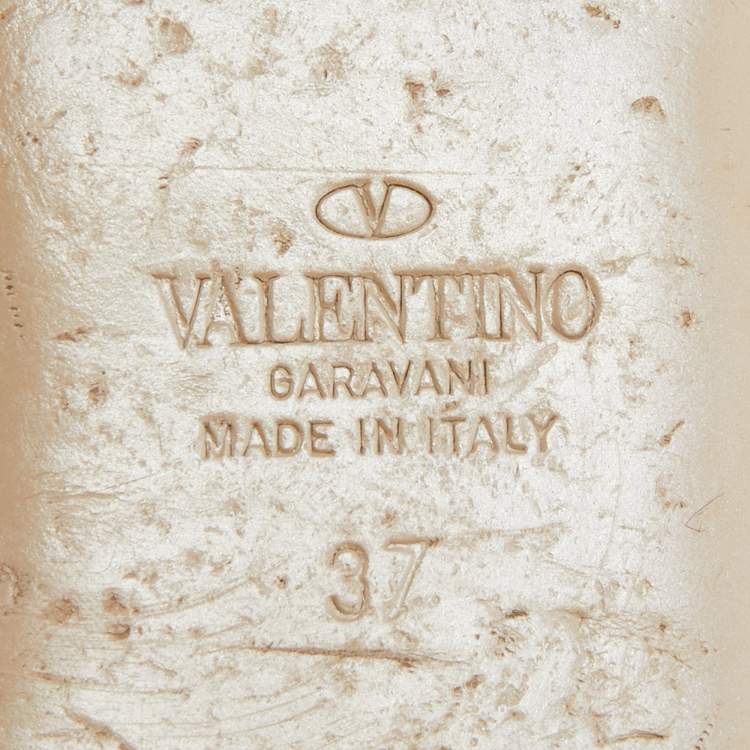 V
VALENTINO
GARAVANI
MADE IN ITALY
37